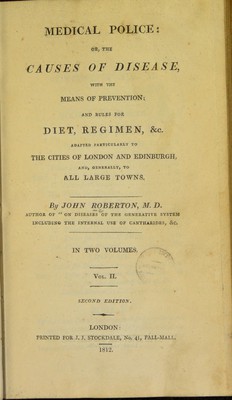 MEDICAL POLICE:
OR, THE
CAUSES OF DISEASE,
WITH THE
MEANS OF PREVENTION;
AND RULES FOR
DIET, REGIMEN, &c.
ADAPTED PARTICULARLY TO
THE CITIES OF LONDON AND EDINBURGH,
AND, GENERALLY, TO
ALL LARGE TOWNS.
By JOHN ROBERTON, M. D.
AUTHOR OF " ON DISEASES OF THE GENERATIVE SYSTEM
INCLUDING THE INTERNAL USE OF CANTHARIDES, &c.
IN TWO VOLUMES.
VOL. II.
SECOND EDITION.
LONDON:
PRINTED FOR J. J. STOCKDALE, No. 41, PALL-MALL.
1812.